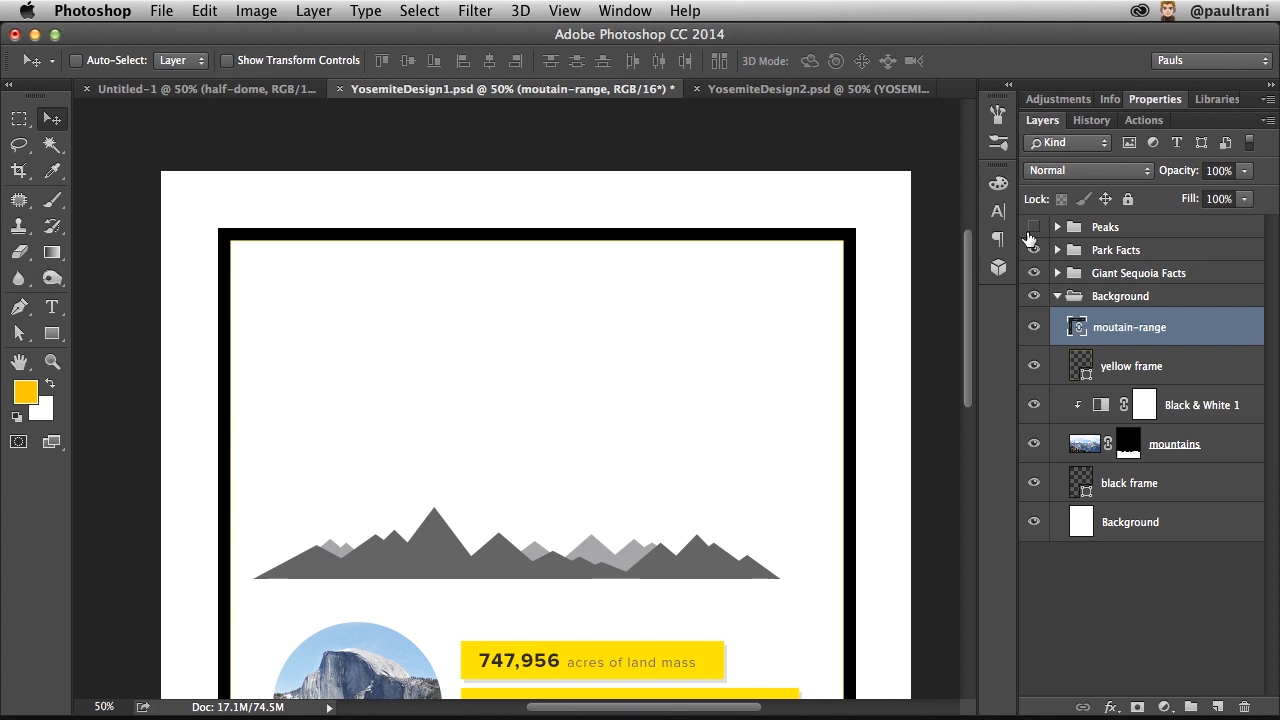 Photoshop File Edit Image Layer Type Select Filter 3D View Window Help @paultrani
Adobe Photoshop CC 2014
Auto-Select: Layer Show Transform Controls 3D Mode: Pauls
Untitled-1 @ 50% (half-dome, RGB/1... YosemiteDesign1.psd @ 50% (moutain-range, RGB/16*) * YosemiteDesign2.psd @ 50% (YOSEMI...
Adjustments Info Properties Libraries
Layers History Actions
Kind
Normal Opacity: 100%
Lock: Fill: 100%
Peaks
Park Facts
Giant Sequoia Facts
Background
moutain-range
yellow frame
Black & White 1
mountains
black frame
Background
747,956 acres of land mass
50% Doc: 17.1M/74.5M